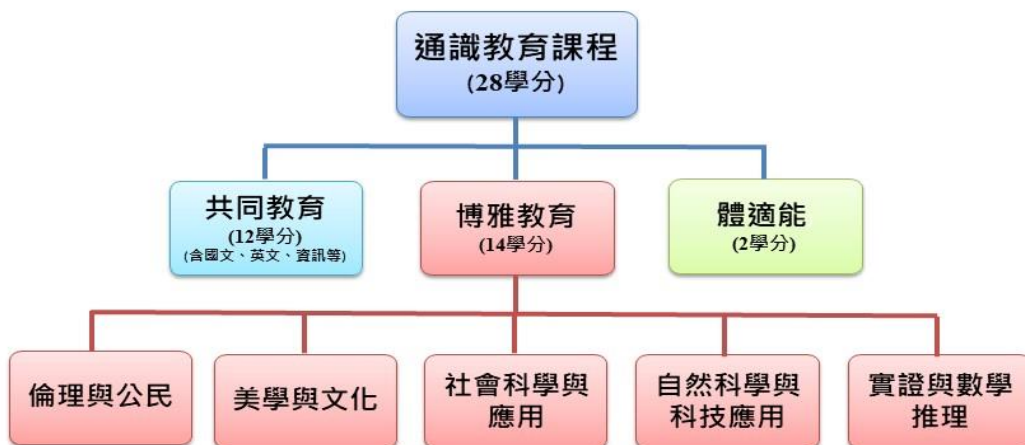 通識教育課程
(28學分)
共同教育
(12學分)
(含國文、英文、資訊等)
博雅教育
(14學分)
體適能
(2學分)
倫理與公民
美學與文化
社會科學與
應用
自然科學與
科技應用
實證與數學
推理